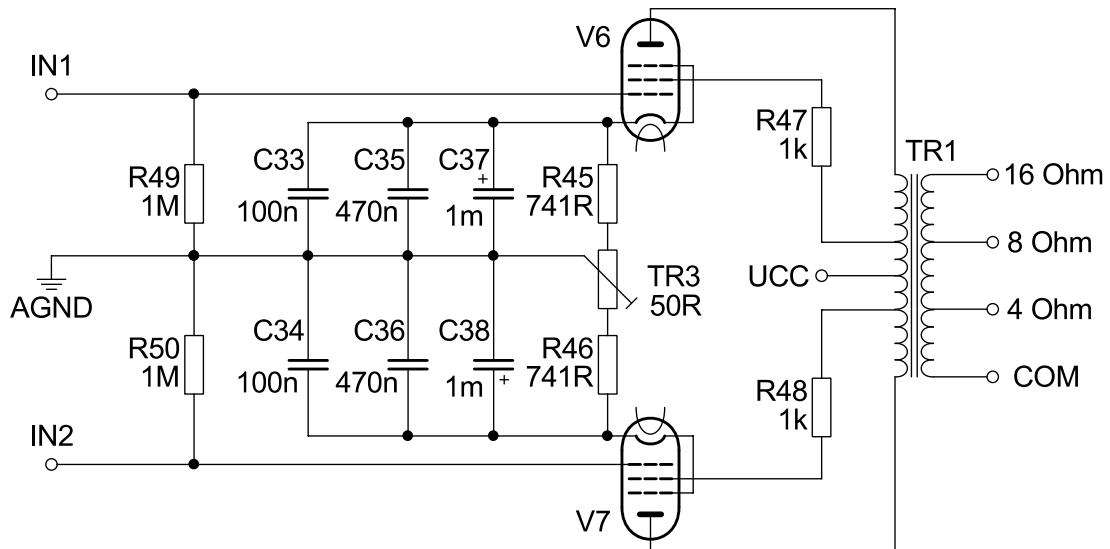 V6
IN1
R47
1k
TR1
C33
C35
C37
+
R49
1M
100n
470n
1m
R45
741R
16 Ohm
8 Ohm
AGND
TR3
50R
UCC
4 Ohm
R50
1M
C34
C36
C38
100n
470n
1m
+
R46
741R
R48
1k
COM
IN2
V7